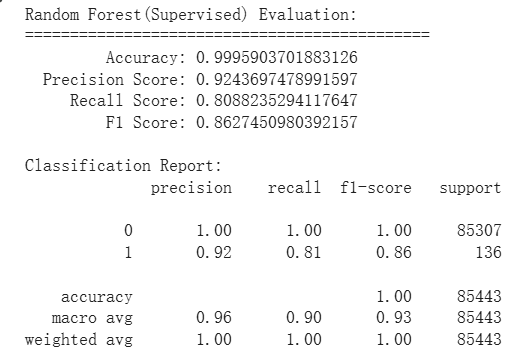 Random Forest(Supervised) Evaluation:
=============================================
Accuracy: 0.9995903701883126
Precision Score: 0.9243697478991597
Recall Score: 0.8088235294117647
F1 Score: 0.8627450980392157
Classification Report:
precision recall f1-score support
0 1.00 1.00 1.00 85307
1 0.92 0.81 0.86 136
accuracy 1.00 85443
macro avg 0.96 0.90 0.93 85443
weighted avg 1.00 1.00 1.00 85443